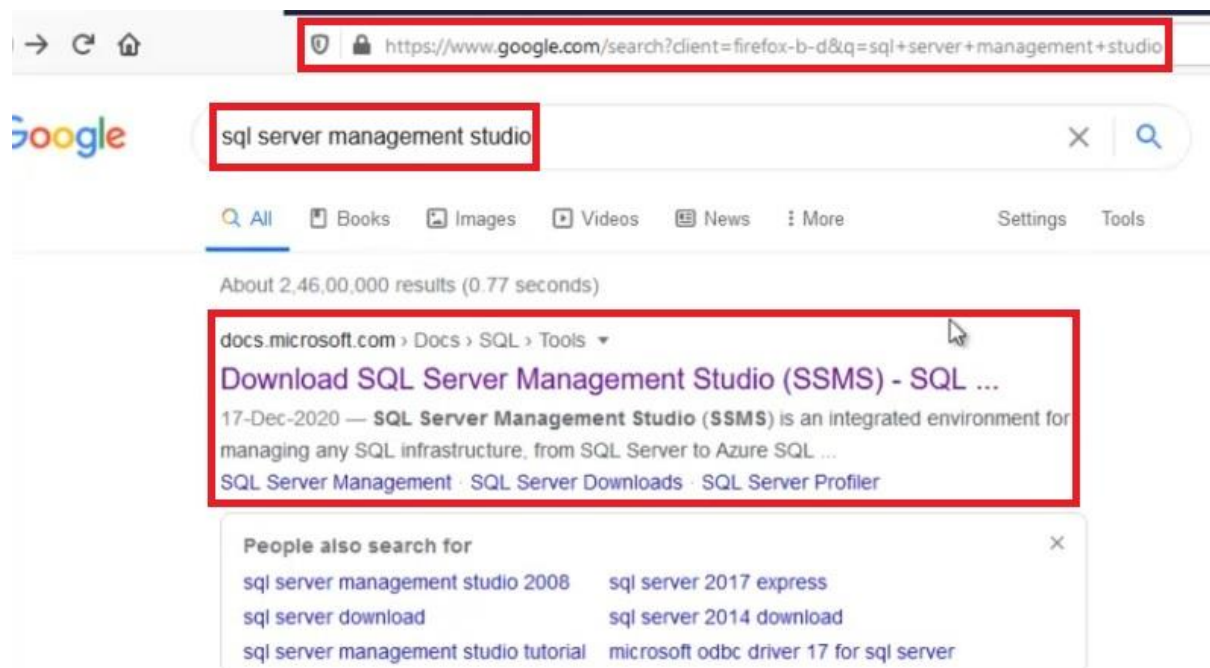 https://www.google.com/search?client=firefox-b-d&q=sql+server+management+studio
Google
sql server management studio
All Books Images Videos News More Settings Tools
About 2,46,00,000 results (0.77 seconds)
docs.microsoft.com › Docs › SQL › Tools
Download SQL Server Management Studio (SSMS) - SQL ...
17-Dec-2020 — SQL Server Management Studio (SSMS) is an integrated environment for
managing any SQL infrastructure, from SQL Server to Azure SQL ...
SQL Server Management · SQL Server Downloads · SQL Server Profiler
People also search for
sql server management studio 2008 sql server 2017 express
sql server download sql server 2014 download
sql server management studio tutorial microsoft odbc driver 17 for sql server